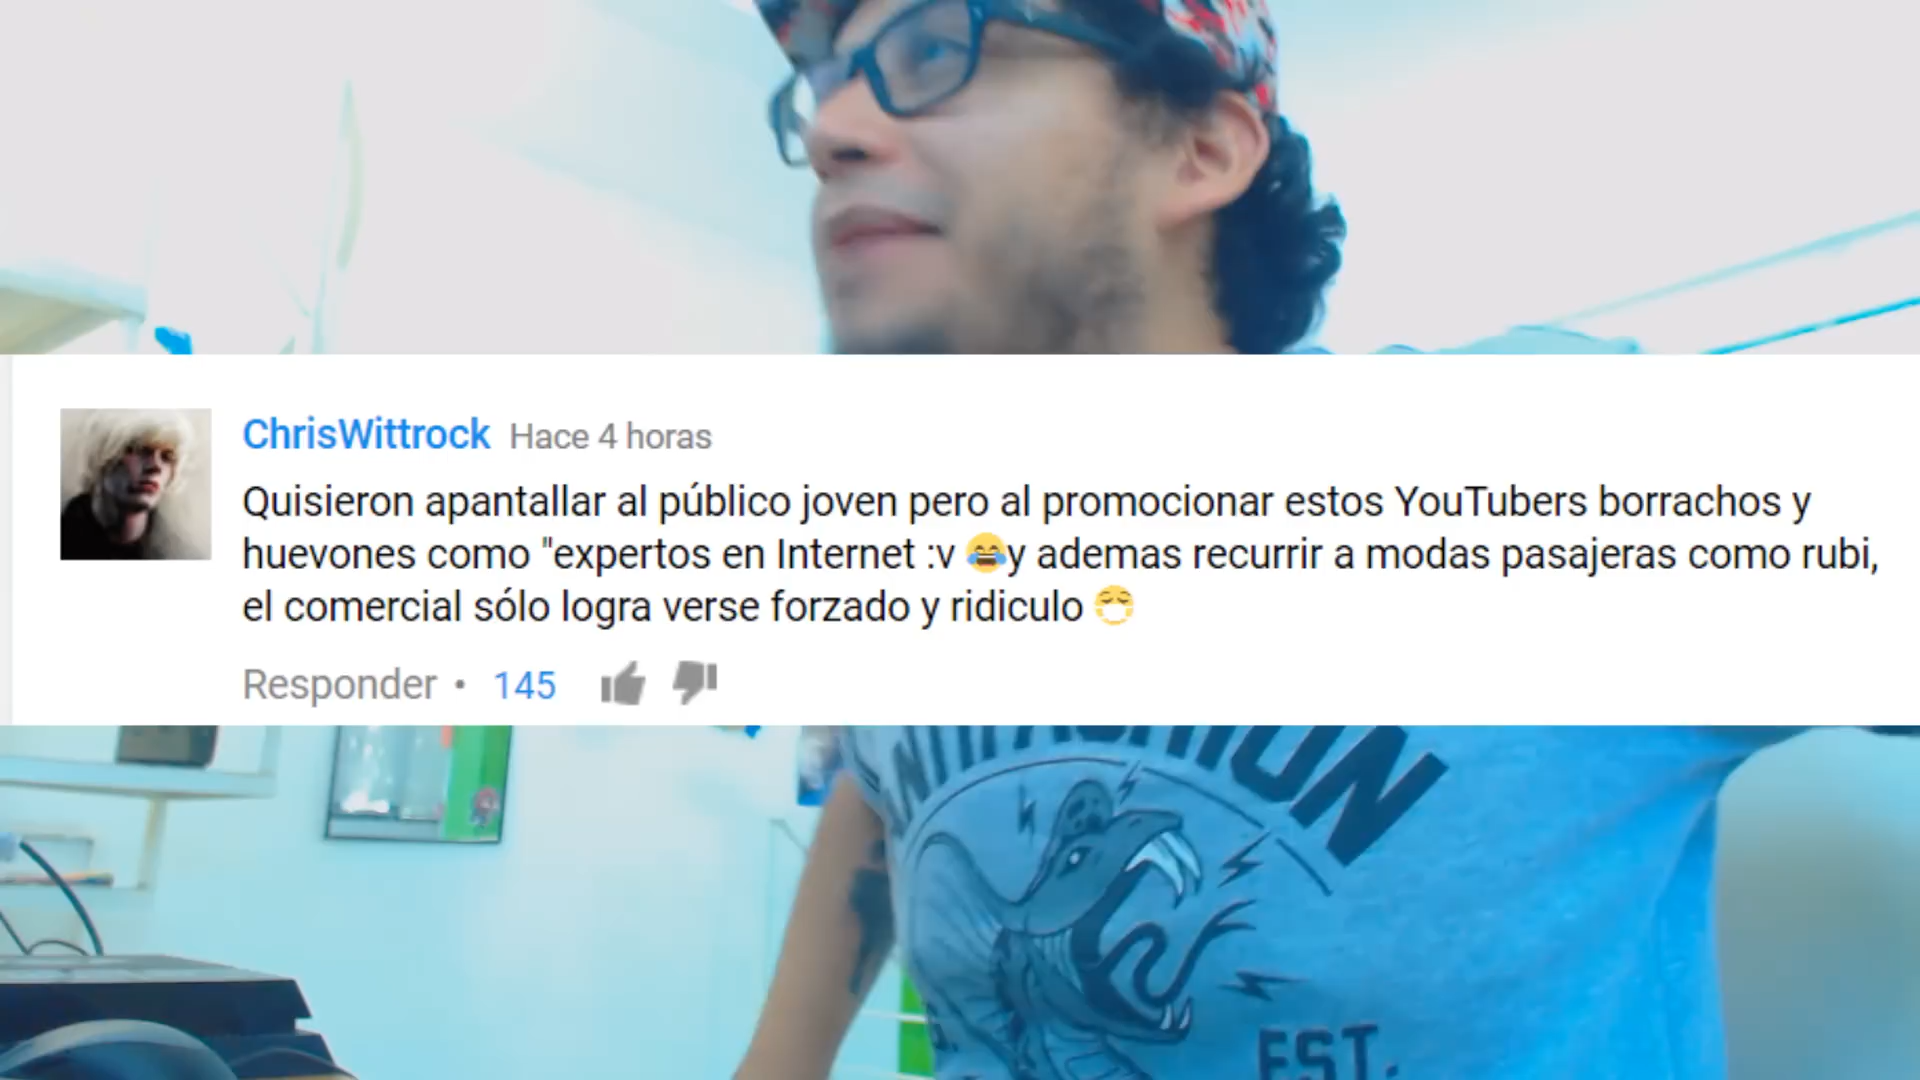 ChrisWittrock Hace 4 horas
Quisieron apantallar al público joven pero al promocionar estos YouTubers borrachos y
huevones como "expertos en Internet :v 😂y ademas recurrir a modas pasajeras como rubi,
el comercial sólo logra verse forzado y ridiculo 😷
Responder • 145
EST.